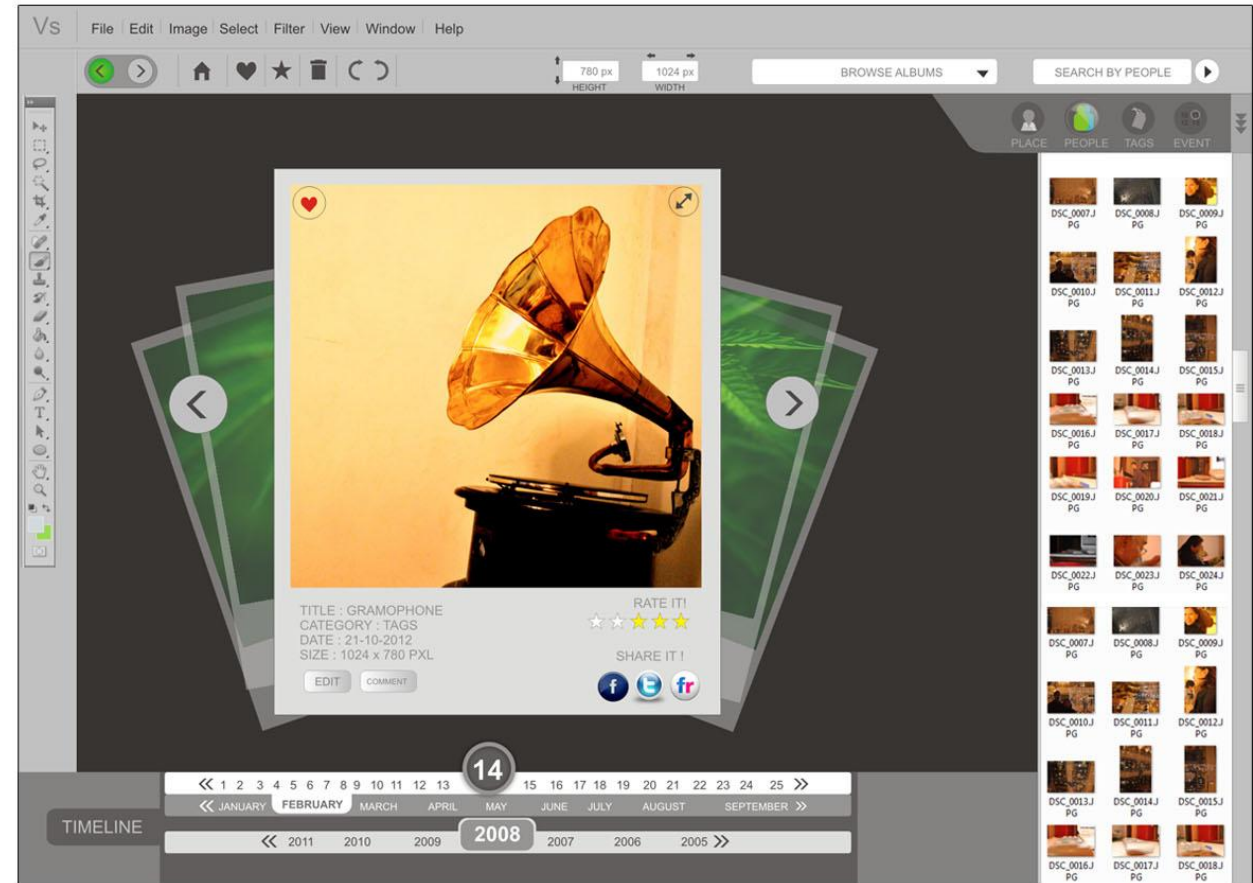 Vs File Edit Image Select Filter View Window Help
780 px 1024 px BROWSE ALBUMS SEARCH BY PEOPLE
HEIGHT WIDTH
PLACE PEOPLE TAGS EVENT
DSC_0007.J DSC_0008.J DSC_0009.J
PG PG PG
DSC_0010.J DSC_0011.J DSC_0012.J
PG PG PG
DSC_0013.J DSC_0014.J DSC_0015.J
PG PG PG
DSC_0016.J DSC_0017.J DSC_0018.J
PG PG PG
DSC_0019.J DSC_0020.J DSC_0021.J
PG PG PG
DSC_0022.J DSC_0023.J DSC_0024.J
PG PG PG
DSC_0007.J DSC_0008.J DSC_0009.J
PG PG PG
DSC_0010.J DSC_0011.J DSC_0012.J
PG PG PG
DSC_0013.J DSC_0014.J DSC_0015.J
PG PG PG
DSC_0016.J DSC_0017.J DSC_0018.J
PG PG PG
T
TITLE : GRAMOPHONE
CATEGORY : TAGS
DATE : 21-10-2012
SIZE : 1024 x 780 PXL
EDIT COMMENT
RATE IT!
SHARE IT !
f t fr
1 2 3 4 5 6 7 8 9 10 11 12 13 14 15 16 17 18 19 20 21 22 23 24 25
JANUARY FEBRUARY MARCH APRIL MAY JUNE JULY AUGUST SEPTEMBER
TIMELINE
2011 2010 2009 2008 2007 2006 2005